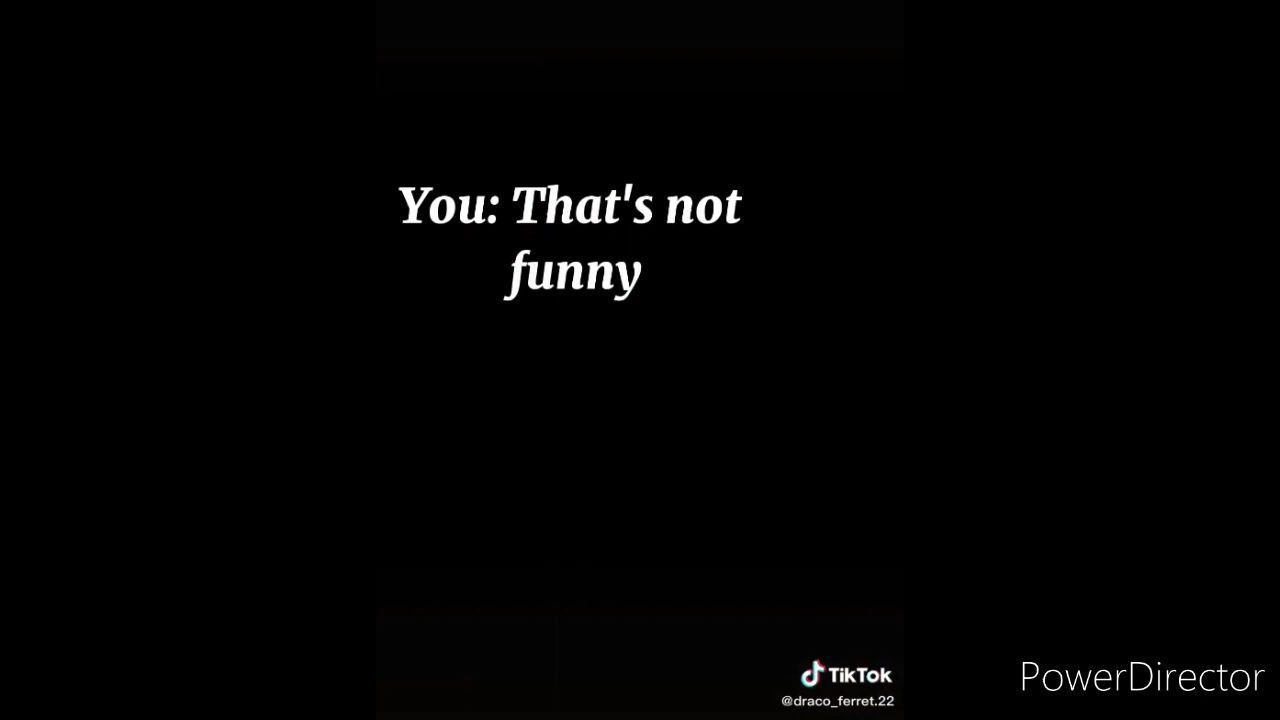 You: That's not
funny
TikTok
@draco_ferret.22
PowerDirector